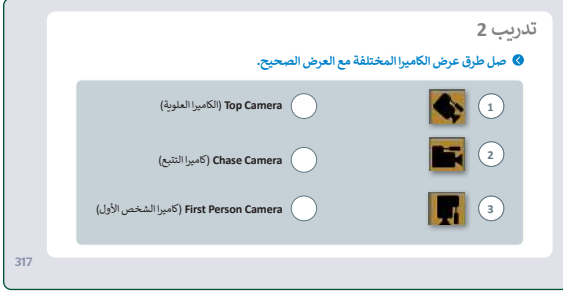 تدريب 2
صل طرق عرض الكاميرا المختلفة مع العرض الصحيح.
1
Top Camera (الكاميرا العلوية)
2
Chase Camera (كاميرا التتبع)
3
First Person Camera (كاميرا الشخص الأول)
317